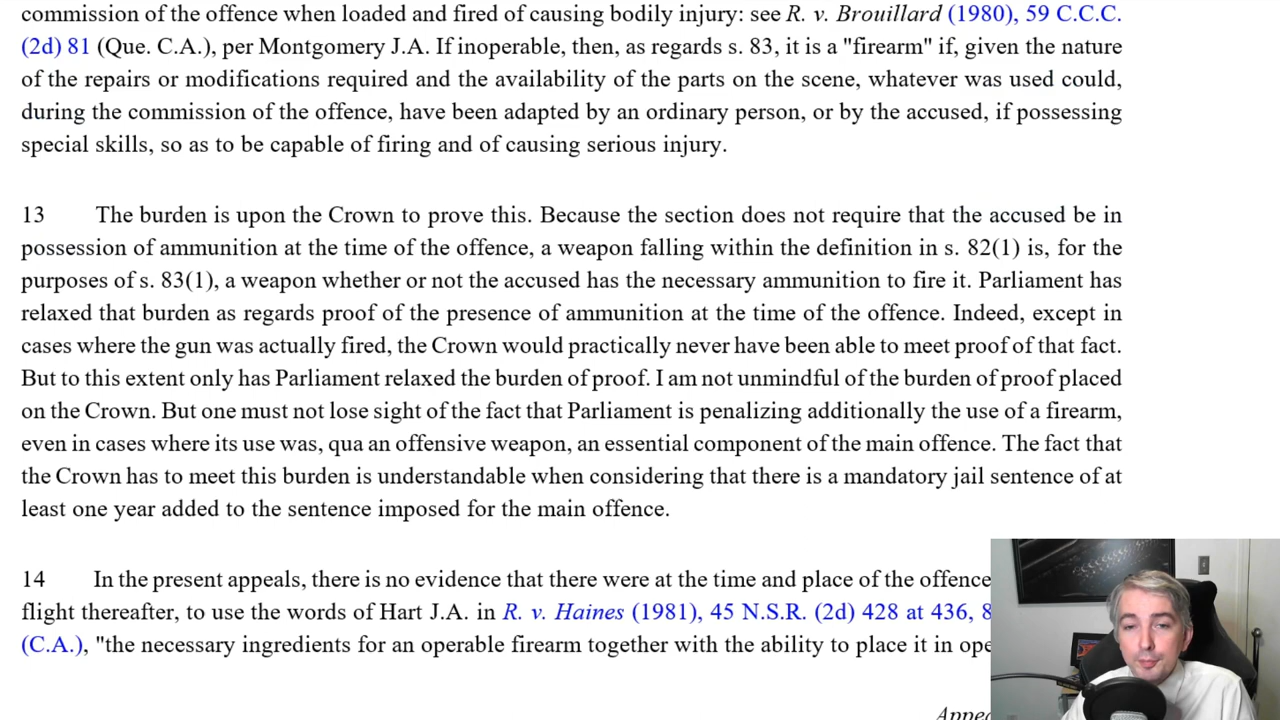 commission of the offence when loaded and fired of causing bodily injury: see R. v. Brouillard (1980), 59 C.C.C.
(2d) 81 (Que. C.A.), per Montgomery J.A. If inoperable, then, as regards s. 83, it is a "firearm" if, given the nature
of the repairs or modifications required and the availability of the parts on the scene, whatever was used could,
during the commission of the offence, have been adapted by an ordinary person, or by the accused, if possessing
special skills, so as to be capable of firing and of causing serious injury.
13 The burden is upon the Crown to prove this. Because the section does not require that the accused be in
possession of ammunition at the time of the offence, a weapon falling within the definition in s. 82(1) is, for the
purposes of s. 83(1), a weapon whether or not the accused has the necessary ammunition to fire it. Parliament has
relaxed that burden as regards proof of the presence of ammunition at the time of the offence. Indeed, except in
cases where the gun was actually fired, the Crown would practically never have been able to meet proof of that fact.
But to this extent only has Parliament relaxed the burden of proof. I am not unmindful of the burden of proof placed
on the Crown. But one must not lose sight of the fact that Parliament is penalizing additionally the use of a firearm,
even in cases where its use was, qua an offensive weapon, an essential component of the main offence. The fact that
the Crown has to meet this burden is understandable when considering that there is a mandatory jail sentence of at
least one year added to the sentence imposed for the main offence.
14 In the present appeals, there is no evidence that there were at the time and place of the offence
flight thereafter, to use the words of Hart J.A. in R. v. Haines (1981), 45 N.S.R. (2d) 428 at 436, 8
(C.A.), "the necessary ingredients for an operable firearm together with the ability to place it in ope